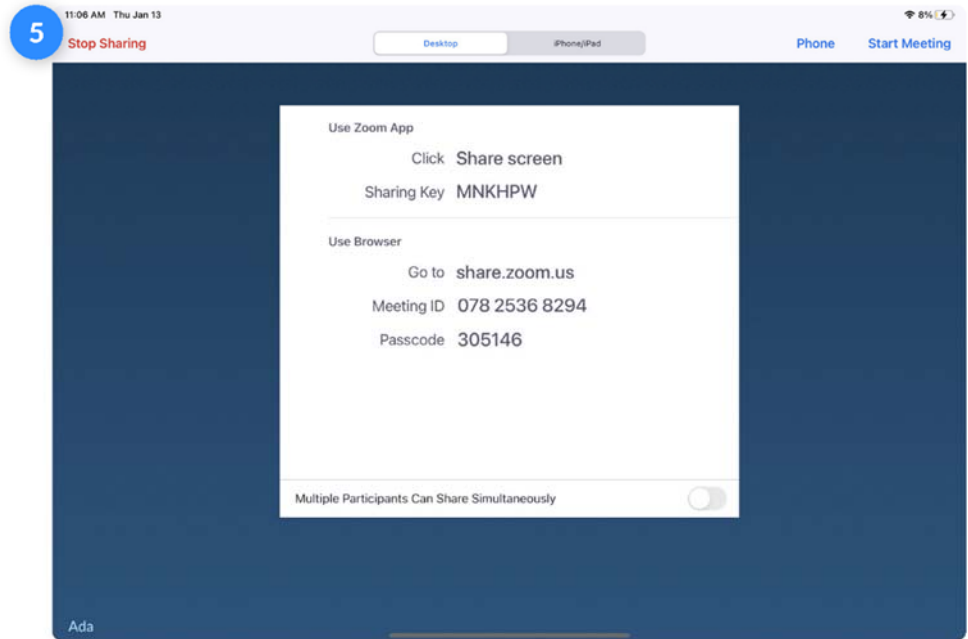 5
11:06 AM Thu Jan 13
8%
Stop Sharing
Desktop
iPhone/iPad
Phone
Start Meeting
Use Zoom App
Click Share screen
Sharing Key MNKHPW
Use Browser
Go to share.zoom.us
Meeting ID 078 2536 8294
Passcode 305146
Multiple Participants Can Share Simultaneously
Ada